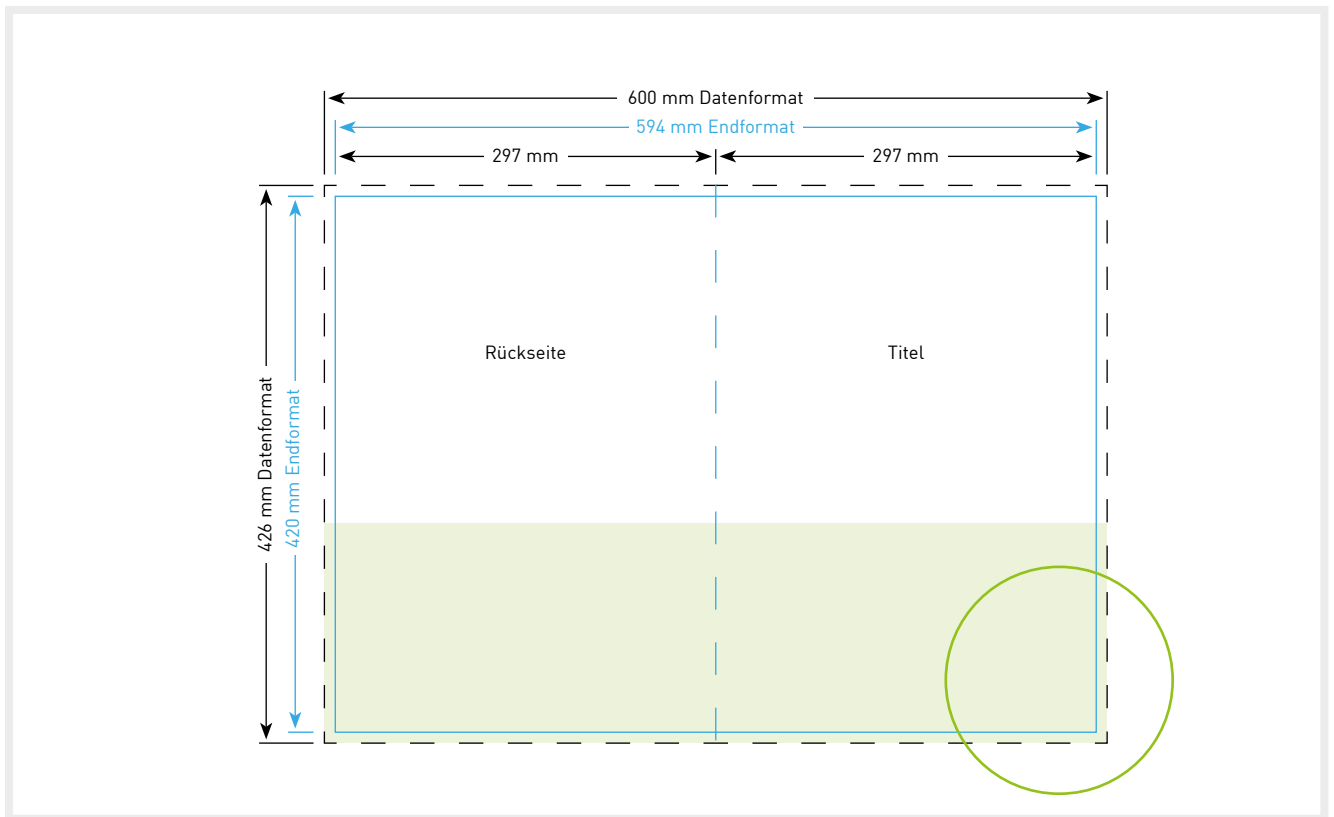 600 mm Datenformat
594 mm Endformat
297 mm
297 mm
426 mm Datenformat
420 mm Endformat
Rückseite
Titel